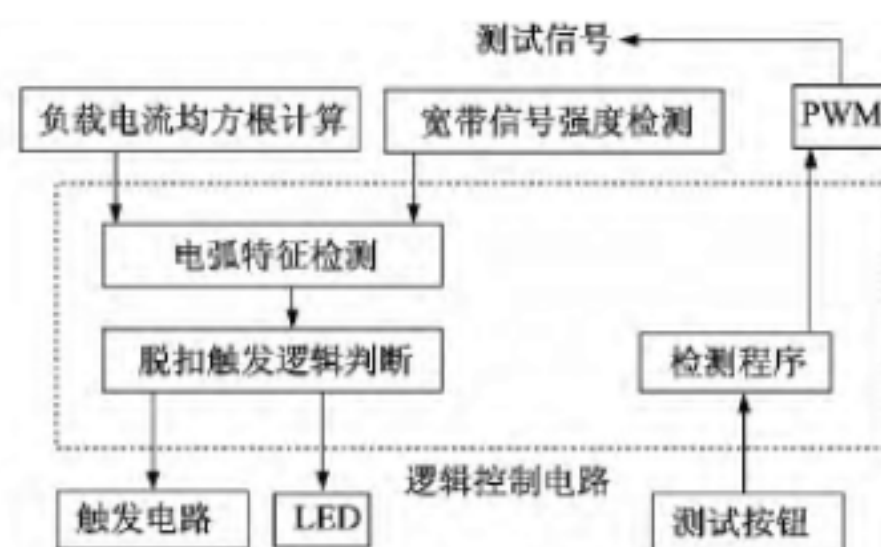 测试信号
负载电流均方根计算
宽带信号强度检测
PWM
电弧特征检测
脱扣触发逻辑判断
检测程序
逻辑控制电路
触发电路
LED
测试按钮